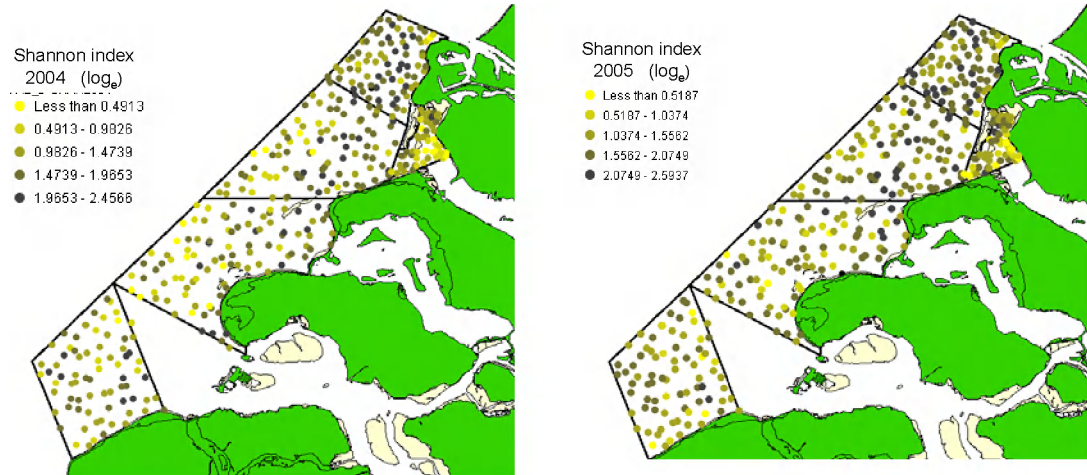 Shannon index
2004 (logₑ)
Less than 0.4913
0.4913 - 0.9826
0.9826 - 1.4739
1.4739 - 1.9653
1.9653 - 2.4566
Shannon index
2005 (logₑ)
Less than 0.5187
0.5187 - 1.0374
1.0374 - 1.5562
1.5562 - 2.0749
2.0749 - 2.5937